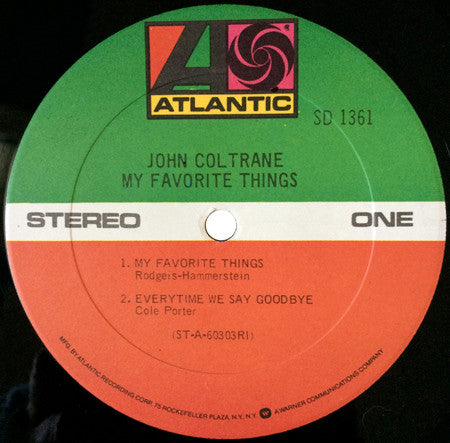 ATLANTIC
SD 1361
JOHN COLTRANE
MY FAVORITE THINGS
STEREO ONE
1. MY FAVORITE THINGS
Rodgers-Hammerstein
2. EVERYTIME WE SAY GOODBYE
Cole Porter
(ST-A-60303RI)
MFG. BY ATLANTIC RECORDING CORP. 75 ROCKEFELLER PLAZA, N.Y. N.Y. A WARNER COMMUNICATIONS COMPANY